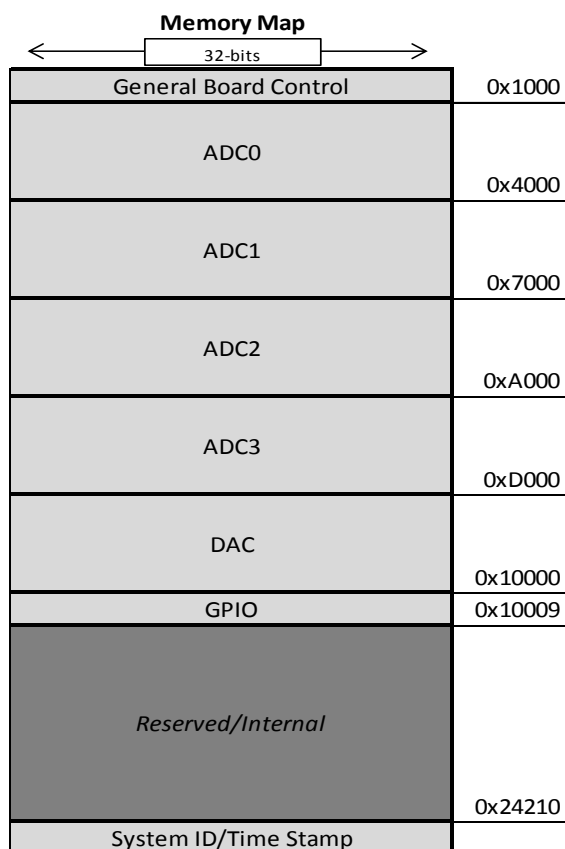 Memory Map
32-bits
General Board Control 0x1000
ADC0
0x4000
ADC1
0x7000
ADC2
0xA000
ADC3
0xD000
DAC
0x10000
GPIO 0x10009
Reserved/Internal
0x24210
System ID/Time Stamp